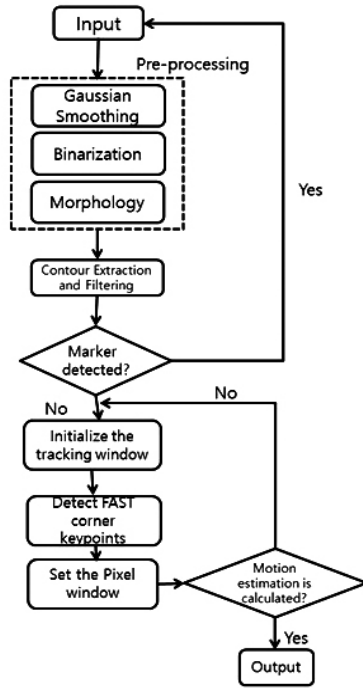 Input
Pre-processing
Gaussian
Smoothing
Binarization
Morphology
Yes
Contour Extraction
and Filtering
Marker
detected?
No
No
Initialize the
tracking window
Detect FAST
corner
keypoints
Set the Pixel
window
Motion
estimation is
calculated?
Yes
Output